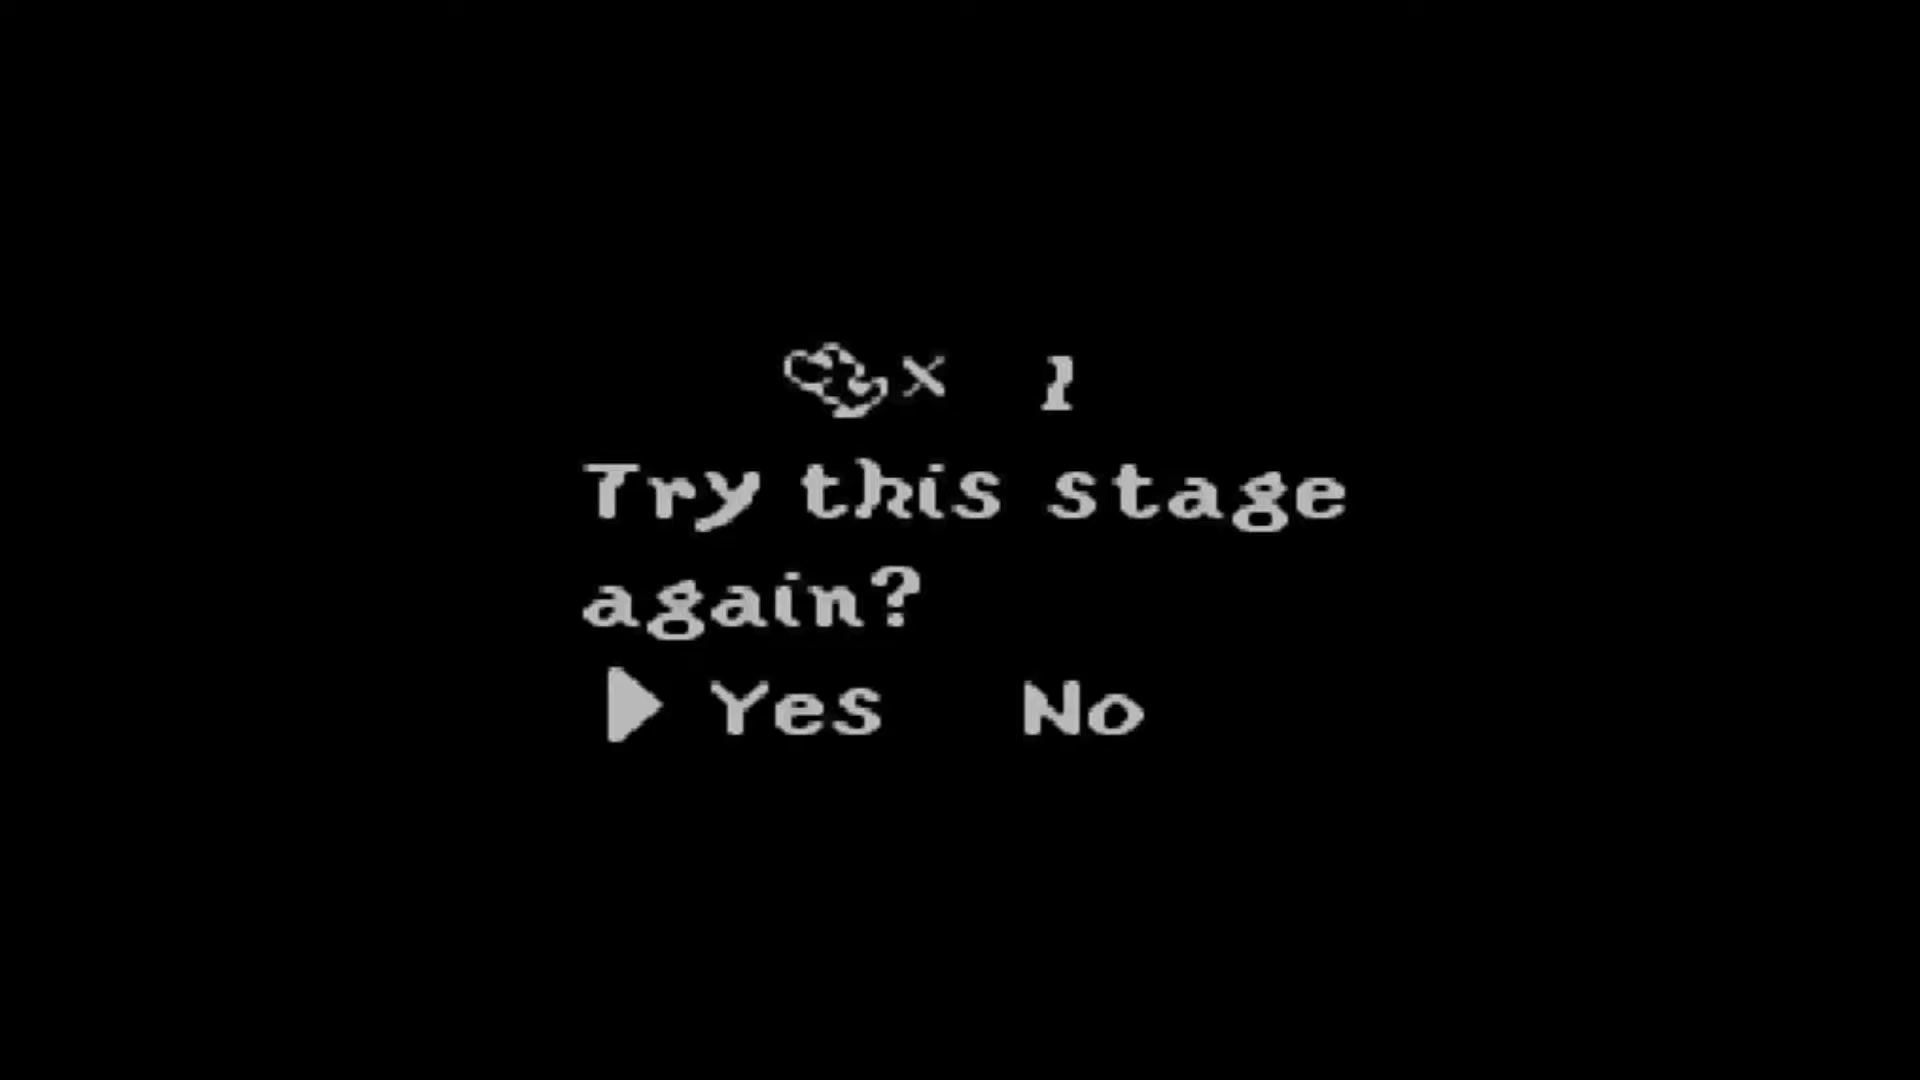 × 1
Try this stage
again?
▶ Yes No